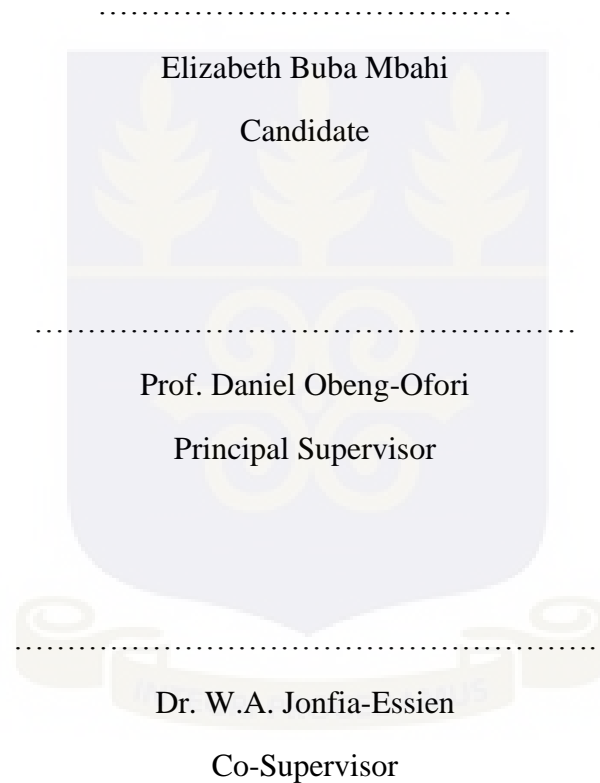 ………………………………
Elizabeth Buba Mbahi
Candidate
…………………………………………
Prof. Daniel Obeng-Ofori
Principal Supervisor
……………………………………………
Dr. W.A. Jonfia-Essien
Co-Supervisor